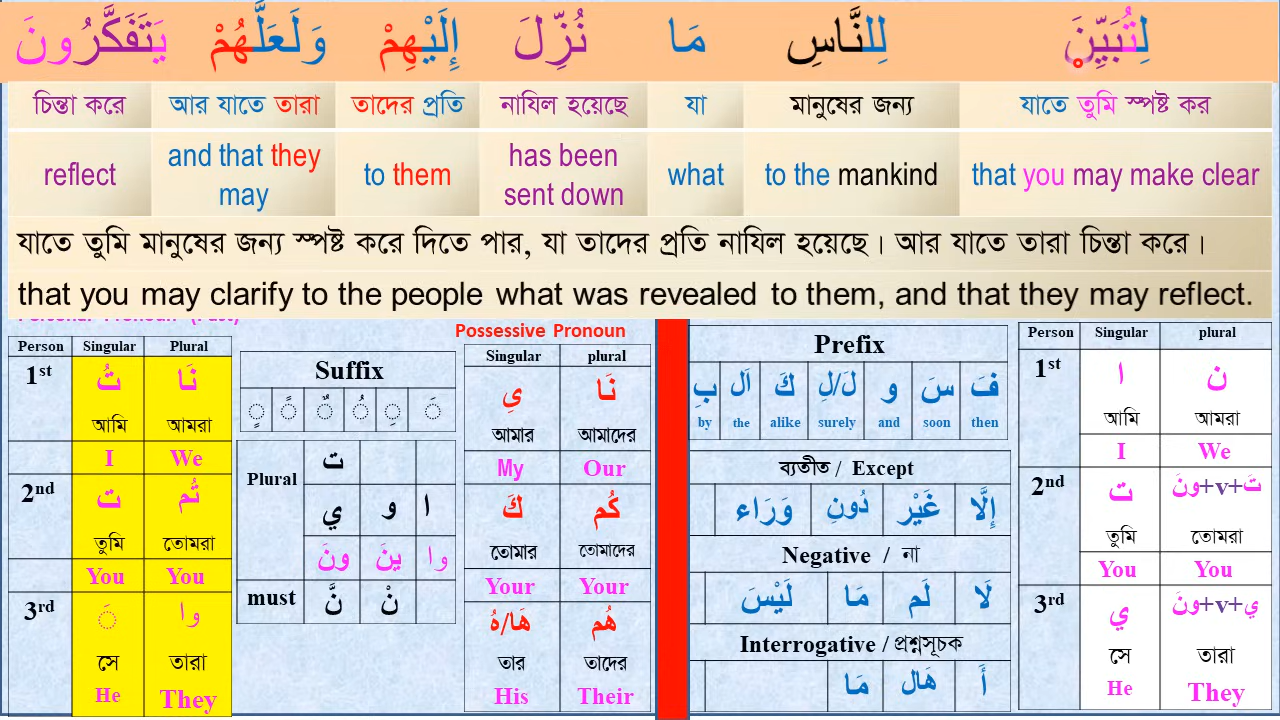 لِتُبَيِّنَ لِلنَّاسِ مَا نُزِّلَ إِلَيْهِمْ وَلَعَلَّهُمْ يَتَفَكَّرُونَ
চিন্তা করে আর যাতে তারা তাদের প্রতি নাযিল হয়েছে যা মানুষের জন্য যাতে তুমি স্পষ্ট কর
reflect
and that they
may
to them
has been
sent down
what
to the mankind
that you may make clear
যাতে তুমি মানুষের জন্য স্পষ্ট করে দিতে পার, যা তাদের প্রতি নাযিল হয়েছে। আর যাতে তারা চিন্তা করে।
that you may clarify to the people what was revealed to them, and that they may reflect.
Person Singular Plural
1st تُ نَا
আমি আমরা
I We
2nd ت تُم
তুমি তোমরা
You You
3rd َ وا
সে তারা
He They
Suffix
ٍ ً ٌ ُ ِ َ
Plural ت
ي و ا
ونَ ينَ وا
must نَّ نْ
Possessive Pronoun
Singular plural
يِ نَا
আমার আমাদের
My Our
كَ كُم
তোমার তোমাদের
Your Your
هَا/هُ هُم
তার তাদের
His Their
Prefix
بِ اَل كَ لَ/لِ و سَ فَ
by the alike surely and soon then
ব্যতীত / Except
وَرَاء دُونِ غَيْر إِلَّا
Negative / না
لَيْسَ مَا لَم لَا
Interrogative / প্রশ্নসূচক
مَا هَال أَ
Person Singular plural
1st ا ن
আমি আমরা
I We
2nd ت تَ+v+ونَ
তুমি তোমরা
You You
3rd ي ي+v+ونَ
সে তারা
He They